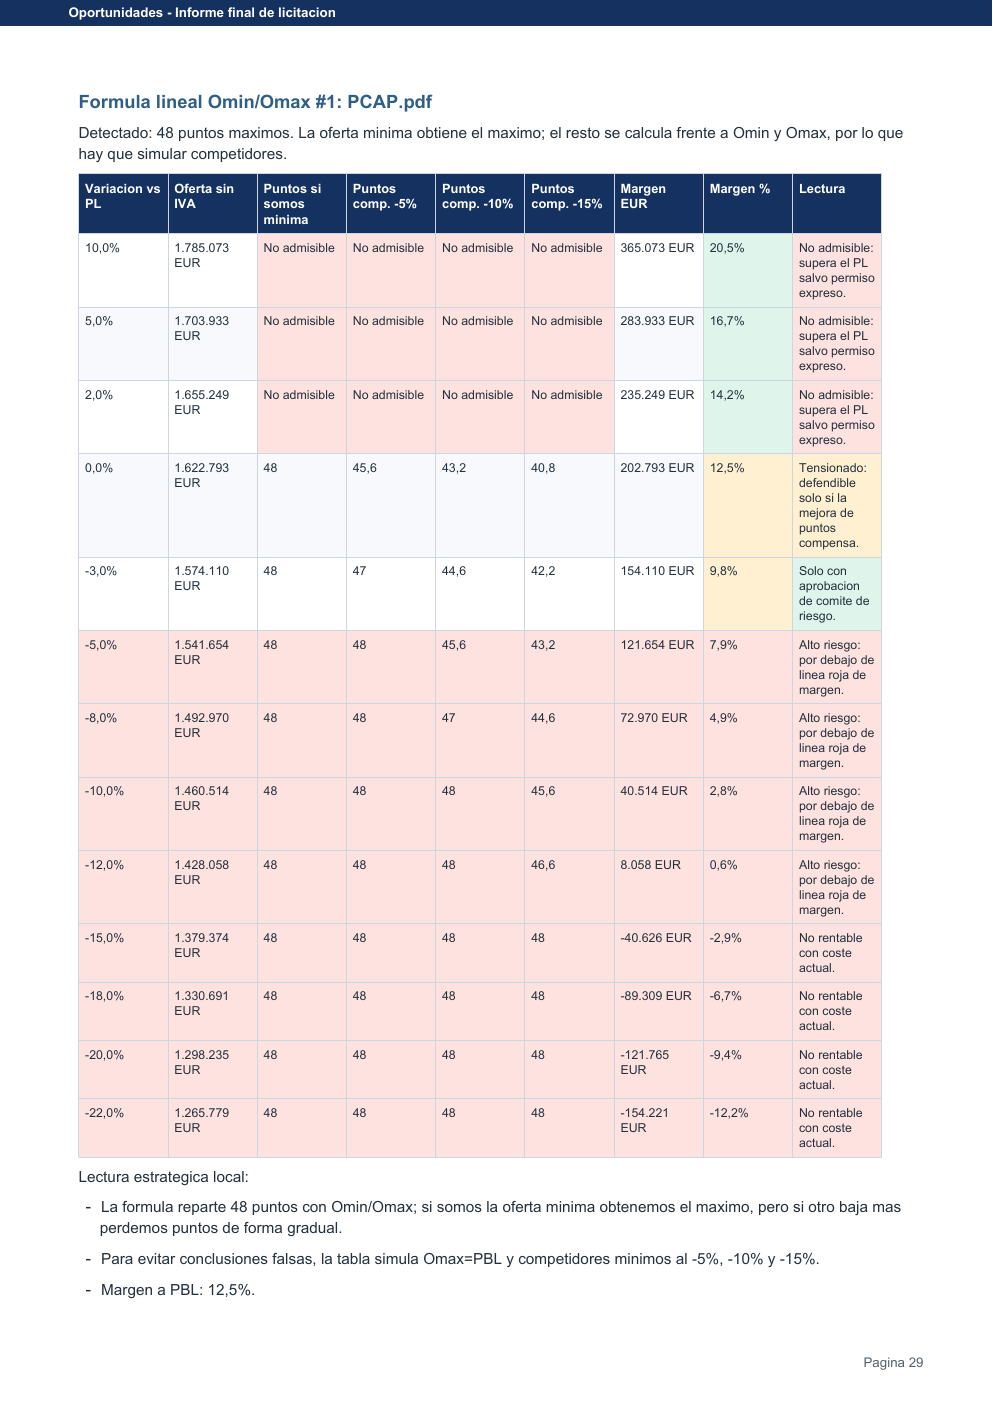 Oportunidades - Informe final de licitacion
Formula lineal Omin/Omax #1: PCAP.pdf
Detectado: 48 puntos maximos. La oferta minima obtiene el maximo; el resto se calcula frente a Omin y Omax, por lo que
hay que simular competidores.
Variacion vs PL | Oferta sin IVA | Puntos si somos minima | Puntos comp. -5% | Puntos comp. -10% | Puntos comp. -15% | Margen EUR | Margen % | Lectura
10,0% | 1.785.073 EUR | No admisible | No admisible | No admisible | No admisible | 365.073 EUR | 20,5% | No admisible: supera el PL salvo permiso expreso.
5,0% | 1.703.933 EUR | No admisible | No admisible | No admisible | No admisible | 283.933 EUR | 16,7% | No admisible: supera el PL salvo permiso expreso.
2,0% | 1.655.249 EUR | No admisible | No admisible | No admisible | No admisible | 235.249 EUR | 14,2% | No admisible: supera el PL salvo permiso expreso.
0,0% | 1.622.793 EUR | 48 | 45,6 | 43,2 | 40,8 | 202.793 EUR | 12,5% | Tensionado: defendible solo si la mejora de puntos compensa.
-3,0% | 1.574.110 EUR | 48 | 47 | 44,6 | 42,2 | 154.110 EUR | 9,8% | Solo con aprobacion de comite de riesgo.
-5,0% | 1.541.654 EUR | 48 | 48 | 45,6 | 43,2 | 121.654 EUR | 7,9% | Alto riesgo: por debajo de linea roja de margen.
-8,0% | 1.492.970 EUR | 48 | 48 | 47 | 44,6 | 72.970 EUR | 4,9% | Alto riesgo: por debajo de linea roja de margen.
-10,0% | 1.460.514 EUR | 48 | 48 | 48 | 45,6 | 40.514 EUR | 2,8% | Alto riesgo: por debajo de linea roja de margen.
-12,0% | 1.428.058 EUR | 48 | 48 | 48 | 46,6 | 8.058 EUR | 0,6% | Alto riesgo: por debajo de linea roja de margen.
-15,0% | 1.379.374 EUR | 48 | 48 | 48 | 48 | -40.626 EUR | -2,9% | No rentable con coste actual.
-18,0% | 1.330.691 EUR | 48 | 48 | 48 | 48 | -89.309 EUR | -6,7% | No rentable con coste actual.
-20,0% | 1.298.235 EUR | 48 | 48 | 48 | 48 | -121.765 EUR | -9,4% | No rentable con coste actual.
-22,0% | 1.265.779 EUR | 48 | 48 | 48 | 48 | -154.221 EUR | -12,2% | No rentable con coste actual.
Lectura estrategica local:
- La formula reparte 48 puntos con Omin/Omax; si somos la oferta minima obtenemos el maximo, pero si otro baja mas
perdemos puntos de forma gradual.
- Para evitar conclusiones falsas, la tabla simula Omax=PBL y competidores minimos al -5%, -10% y -15%.
- Margen a PBL: 12,5%.
Pagina 29